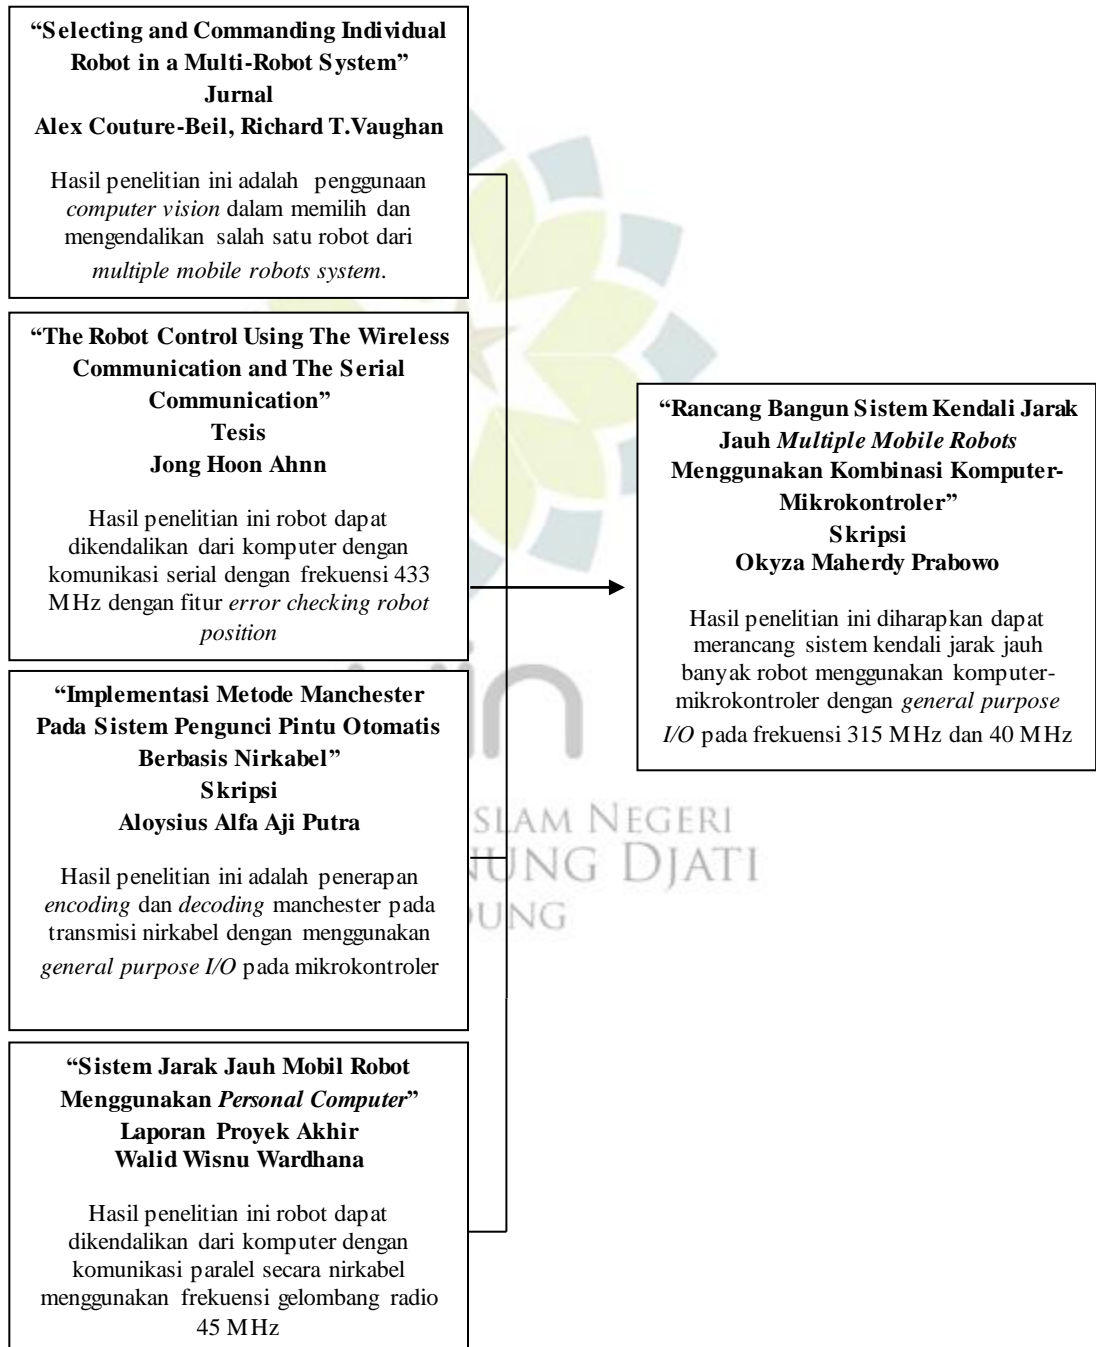 “Selecting and Commanding Individual
Robot in a Multi-Robot System”
Jurnal
Alex Couture-Beil, Richard T.Vaughan
Hasil penelitian ini adalah penggunaan
computer vision dalam memilih dan
mengendalikan salah satu robot dari
multiple mobile robots system.
“The Robot Control Using The Wireless
Communication and The Serial
Communication”
Tesis
Jong Hoon Ahnn
Hasil penelitian ini robot dapat
dikendalikan dari komputer dengan
komunikasi serial dengan frekuensi 433
MHz dengan fitur error checking robot
position
“Implementasi Metode Manchester
Pada Sistem Pengunci Pintu Otomatis
Berbasis Nirkabel”
Skripsi
Aloysius Alfa Aji Putra
Hasil penelitian ini adalah penerapan
encoding dan decoding manchester pada
transmisi nirkabel dengan menggunakan
general purpose I/O pada mikrokontroler
“Sistem Jarak Jauh Mobil Robot
Menggunakan Personal Computer”
Laporan Proyek Akhir
Walid Wisnu Wardhana
Hasil penelitian ini robot dapat
dikendalikan dari komputer dengan
komunikasi paralel secara nirkabel
menggunakan frekuensi gelombang radio
45 MHz
“Rancang Bangun Sistem Kendali Jarak
Jauh Multiple Mobile Robots
Menggunakan Kombinasi Komputer-
Mikrokontroler”
Skripsi
Okyza Maherdy Prabowo
Hasil penelitian ini diharapkan dapat
merancang sistem kendali jarak jauh
banyak robot menggunakan komputer-
mikrokontroler dengan general purpose
I/O pada frekuensi 315 MHz dan 40 MHz
SLAM NEGERI
NUNG DJATI
UNG